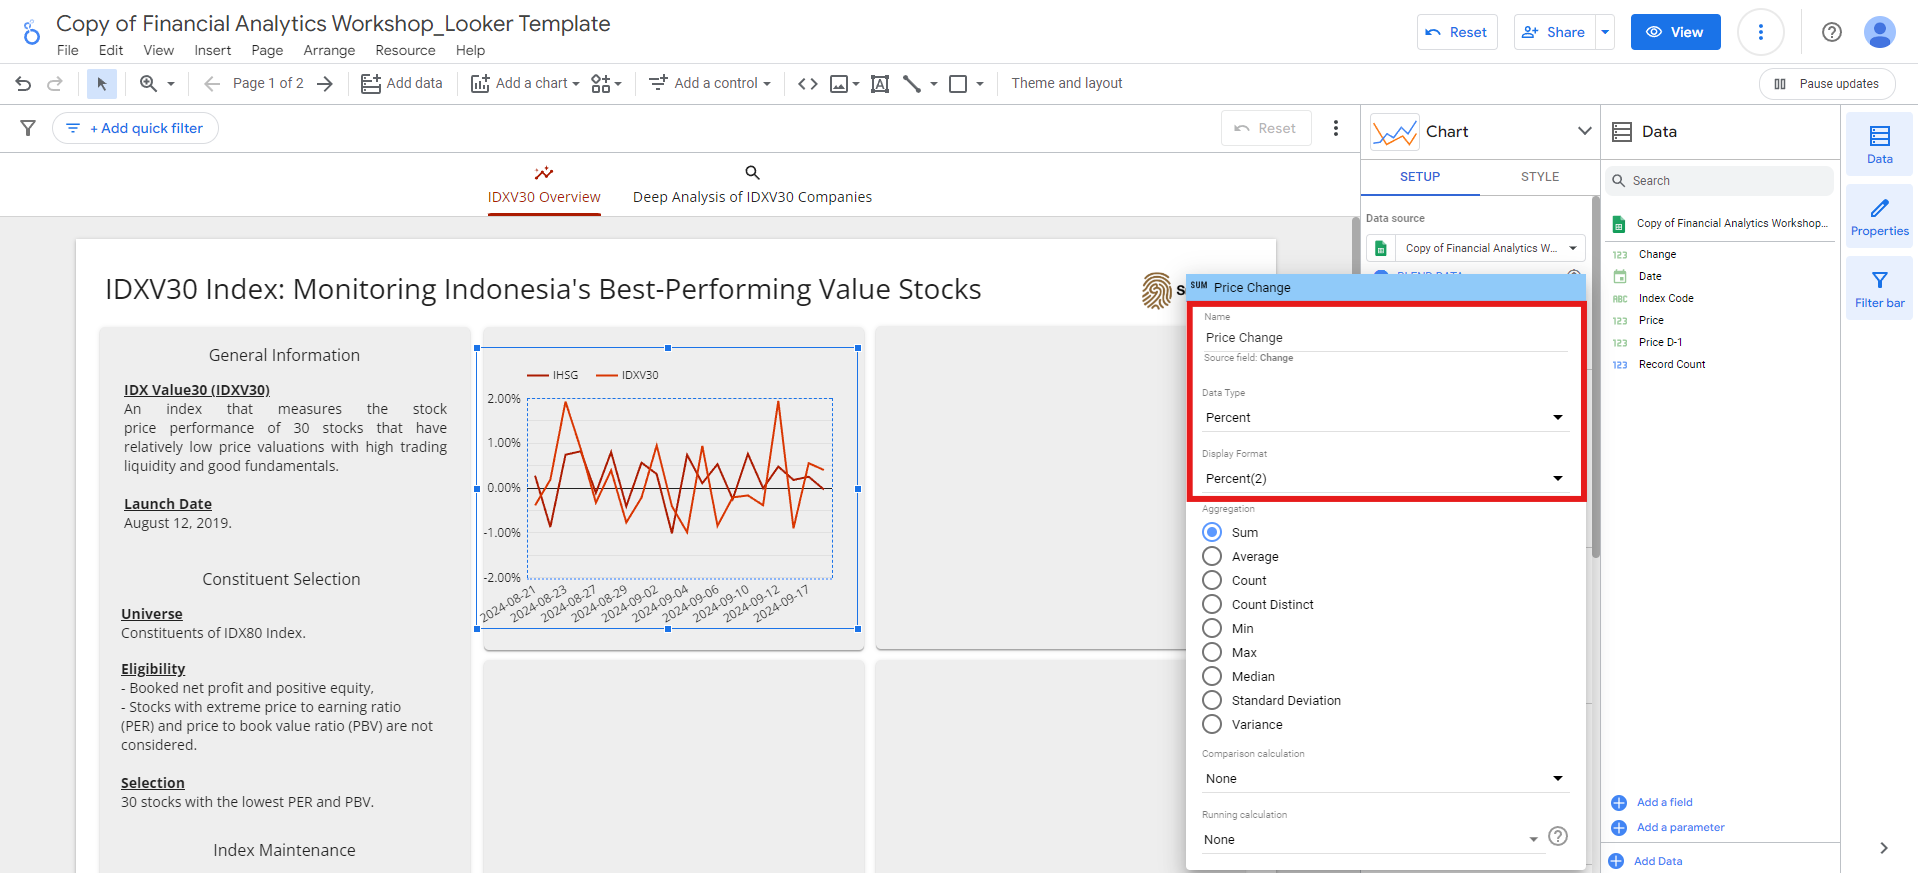 Copy of Financial Analytics Workshop_Looker Template
File Edit View Insert Page Arrange Resource Help
Reset
Share
View
Page 1 of 2
Add data
Add a chart
Add a control
Theme and layout
Pause updates
+ Add quick filter
Reset
IDXV30 Overview
Deep Analysis of IDXV30 Companies
IDXV30 Index: Monitoring Indonesia's Best-Performing Value Stocks
S
General Information
IDX Value30 (IDXV30)
An index that measures the stock
price performance of 30 stocks that have
relatively low price valuations with high trading
liquidity and good fundamentals.
Launch Date
August 12, 2019.
Constituent Selection
Universe
Constituents of IDX80 Index.
Eligibility
- Booked net profit and positive equity,
- Stocks with extreme price to earning ratio
(PER) and price to book value ratio (PBV) are not
considered.
Selection
30 stocks with the lowest PER and PBV.
Index Maintenance
IHSG
IDXV30
2.00%
1.00%
0.00%
-1.00%
-2.00%
2024-08-21
2024-08-23
2024-08-27
2024-08-29
2024-09-02
2024-09-04
2024-09-06
2024-09-10
2024-09-12
2024-09-17
Chart
SETUP
STYLE
Data source
Copy of Financial Analytics W...
BLEND DATA
SUM Price Change
Name
Price Change
Source field: Change
Data Type
Percent
Display Format
Percent(2)
Aggregation
Sum
Average
Count
Count Distinct
Min
Max
Median
Standard Deviation
Variance
Comparison calculation
None
Running calculation
None
Data
Search
Copy of Financial Analytics Workshop...
123 Change
Date
ABC Index Code
123 Price
123 Price D-1
123 Record Count
Add a field
Add a parameter
Add Data
Data
Properties
Filter bar